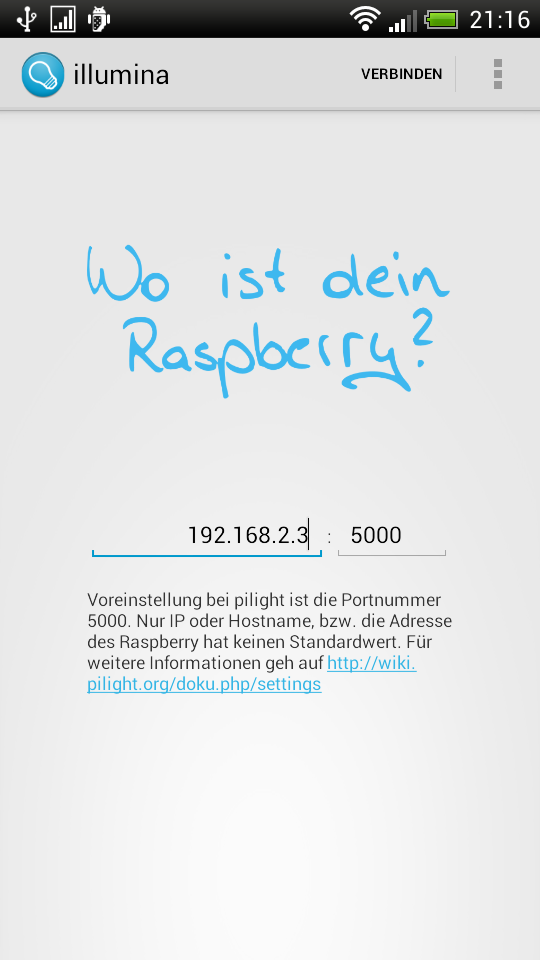 21:16
illumina
VERBINDEN
Wo ist dein
Raspberry?
192.168.2.3 : 5000
Voreinstellung bei pilight ist die Portnummer
5000. Nur IP oder Hostname, bzw. die Adresse
des Raspberry hat keinen Standardwert. Für
weitere Informationen geh auf http://wiki.
pilight.org/doku.php/settings